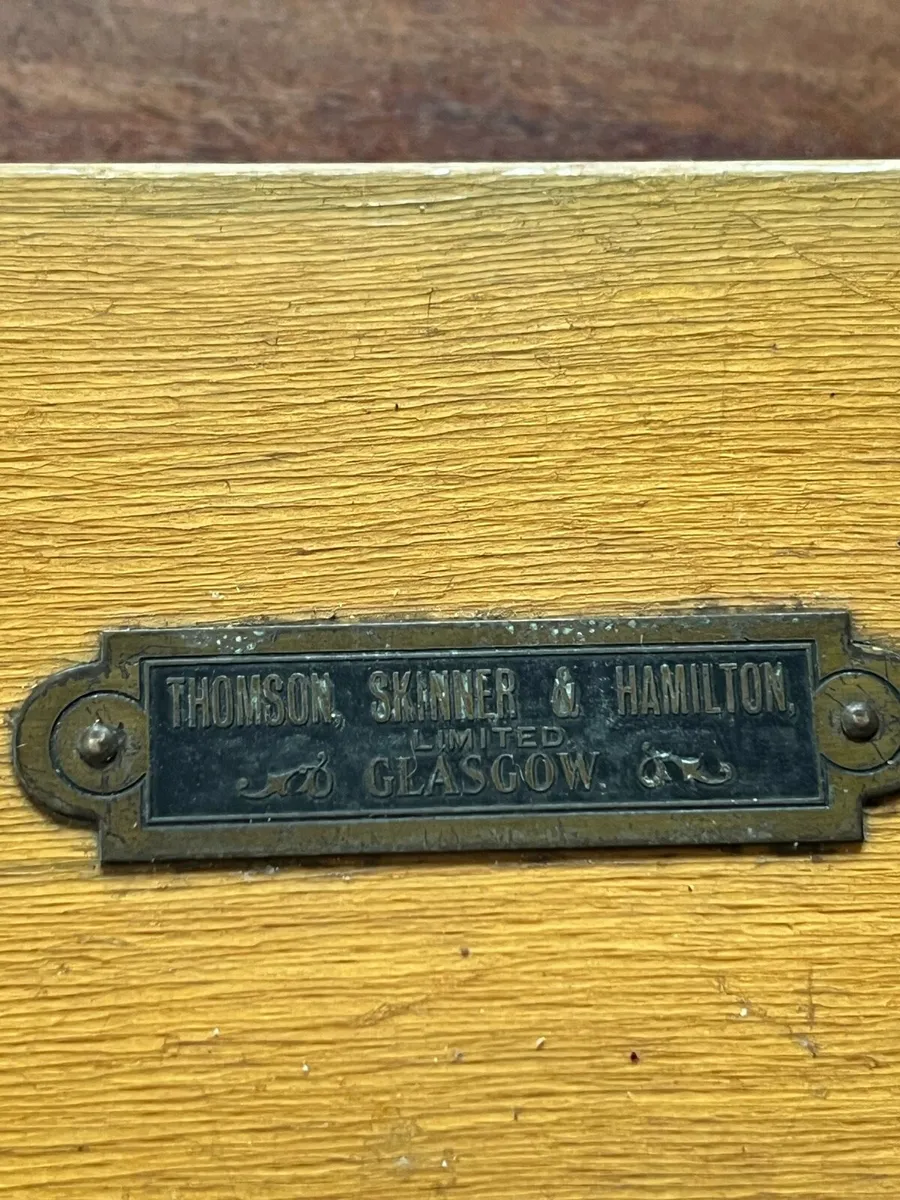 THOMSON, SKINNER & HAMILTON,
LIMITED
GLASGOW